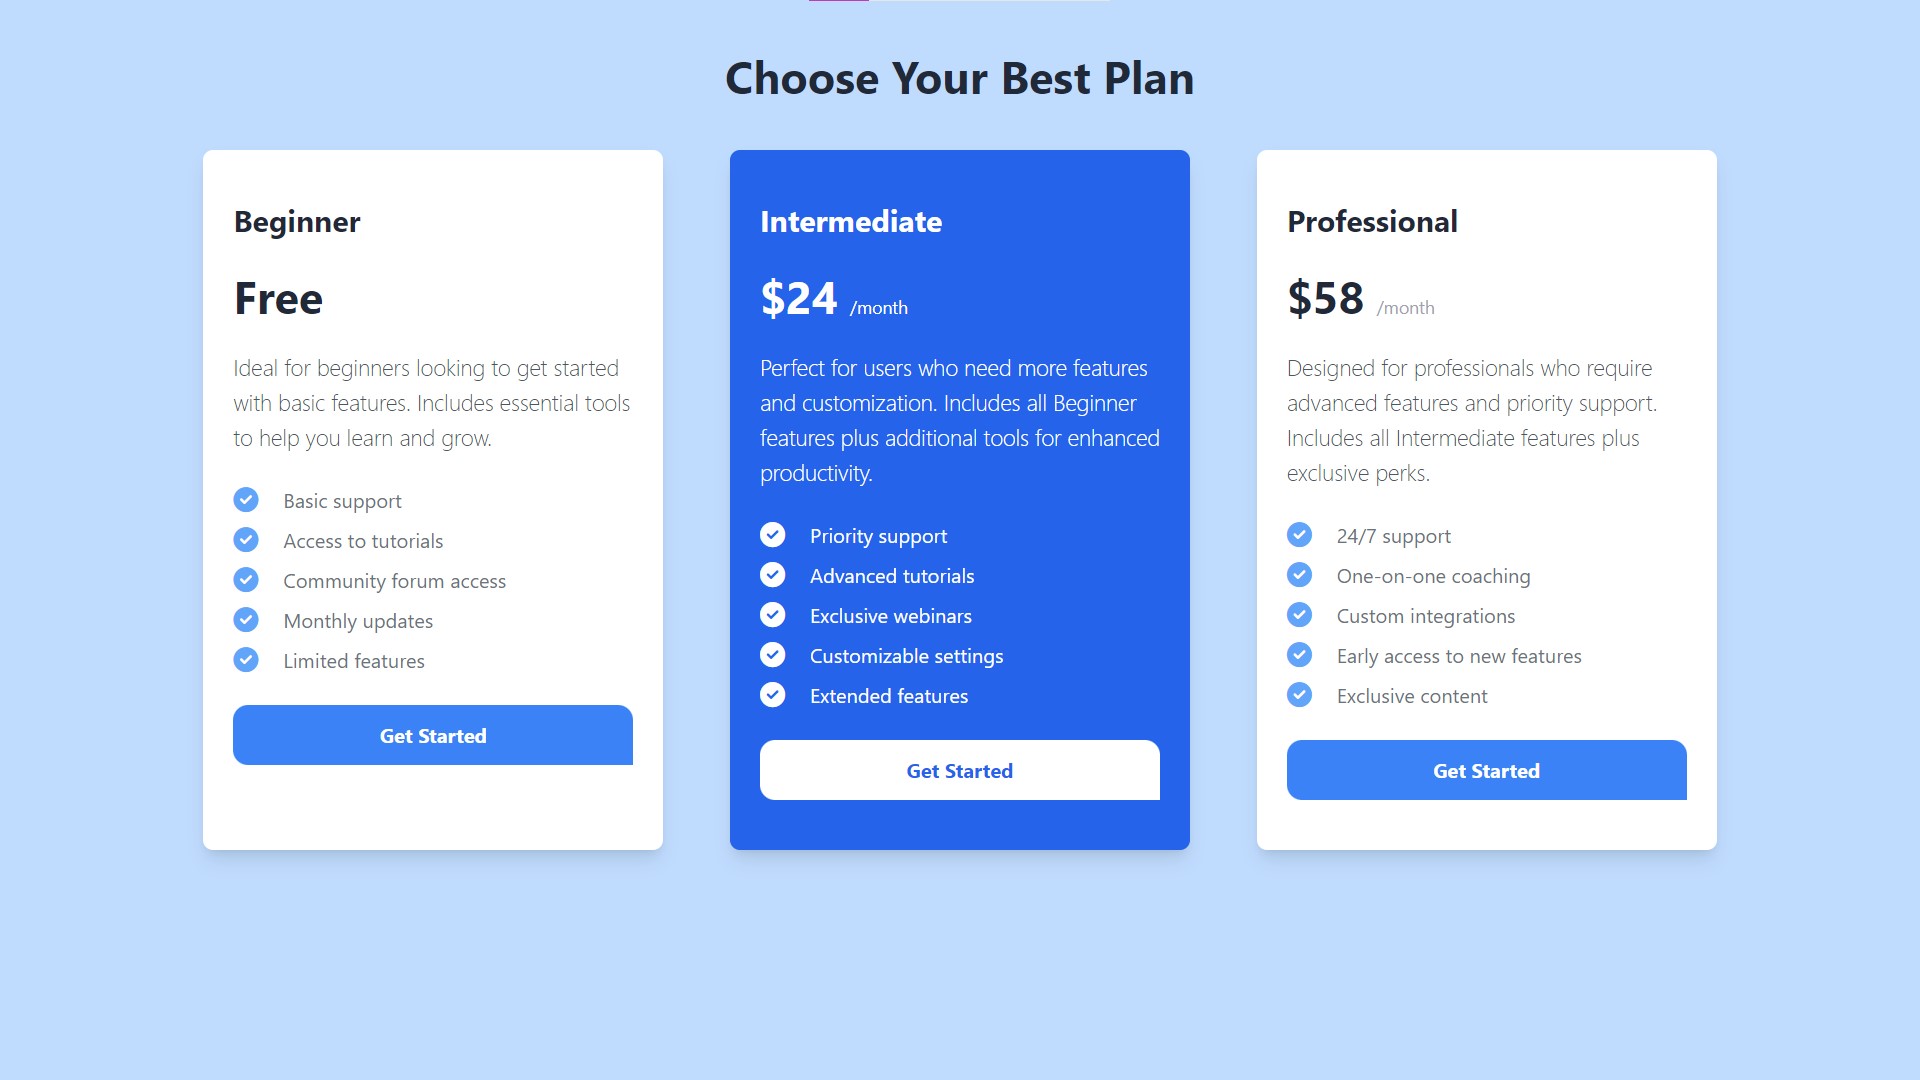 Choose Your Best Plan
Beginner
Free
Ideal for beginners looking to get started
with basic features. Includes essential tools
to help you learn and grow.
Basic support
Access to tutorials
Community forum access
Monthly updates
Limited features
Get Started
Intermediate
$24 /month
Perfect for users who need more features
and customization. Includes all Beginner
features plus additional tools for enhanced
productivity.
Priority support
Advanced tutorials
Exclusive webinars
Customizable settings
Extended features
Get Started
Professional
$58 /month
Designed for professionals who require
advanced features and priority support.
Includes all Intermediate features plus
exclusive perks.
24/7 support
One-on-one coaching
Custom integrations
Early access to new features
Exclusive content
Get Started